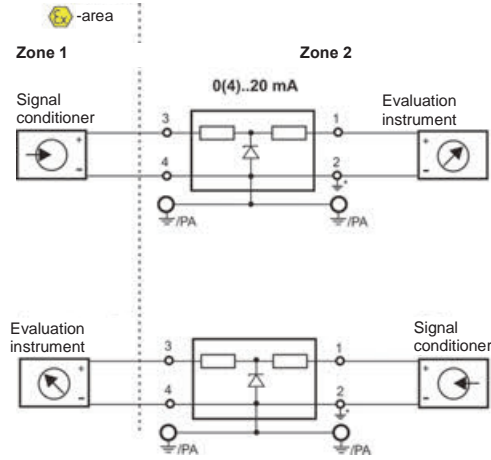 Ex -area
Zone 1
Zone 2
0(4)..20 mA
Signal
conditioner
Evaluation
instrument
3
1
+
-
+
-
4
2
*
/PA
/PA
Evaluation
instrument
Signal
conditioner
3
1
+
-
+
-
4
2
*
/PA
/PA